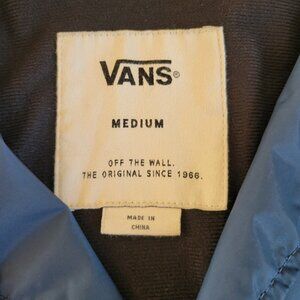 VANS®
MEDIUM
OFF THE WALL.
THE ORIGINAL SINCE 1966.
MADE IN
CHINA